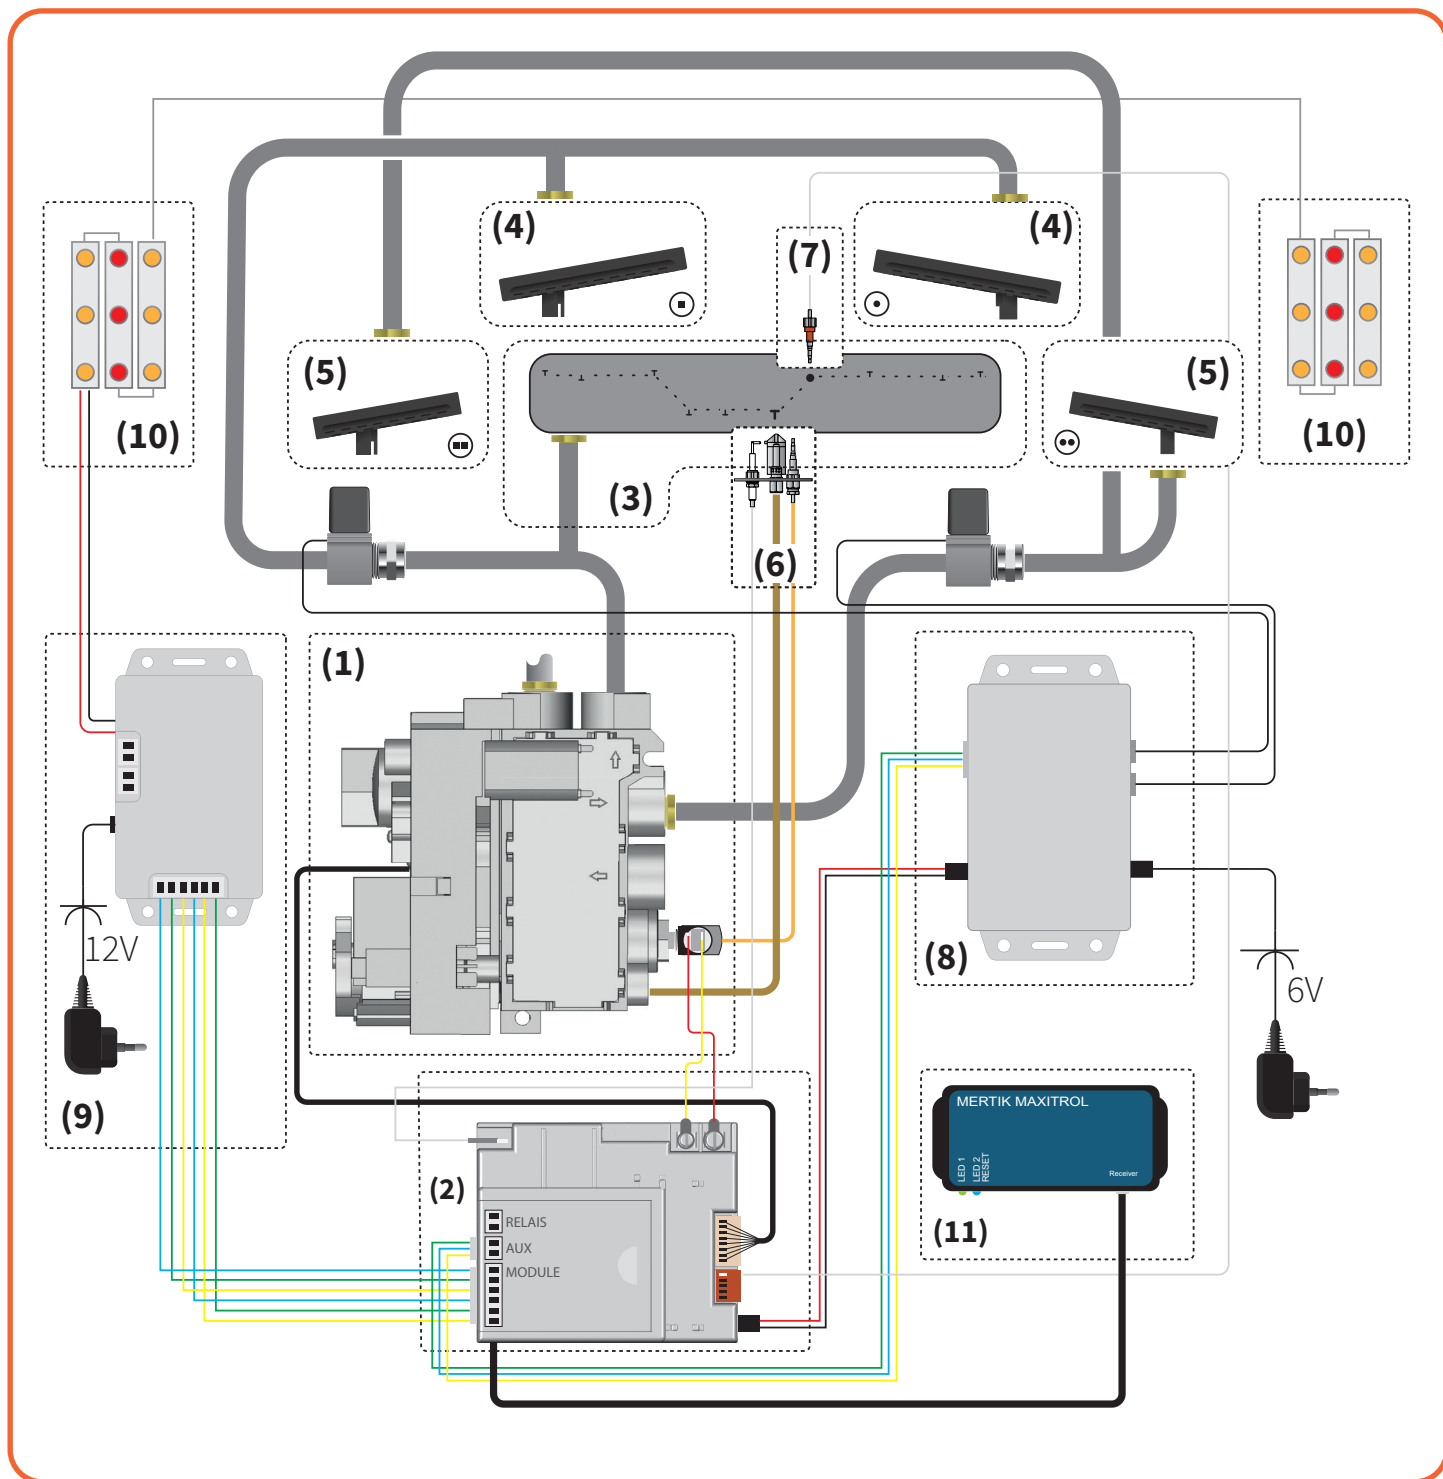 (4)
(4)
(7)
(5)
(5)
(10)
(10)
(3)
(6)
(1)
12V
(8)
6V
(9)
MERTIK MAXITROL
LED 1
LED 2
RESET
Receiver
(2)
RELAIS
AUX
MODULE
(11)